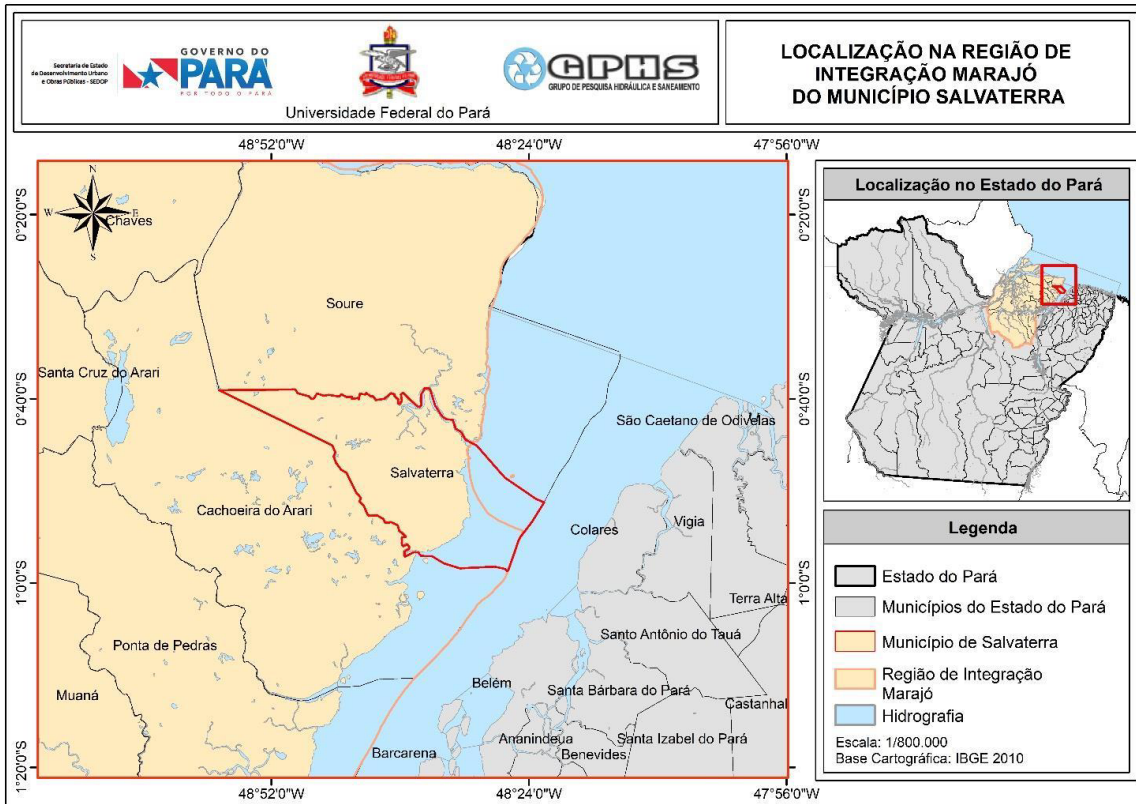 Secretaria de Estado
de Desenvolvimento Urbano
e Obras Públicas - SEDOP
GOVERNO DO
PARÁ
POR TODO O PARÁ
Universidade Federal do Pará
GPHS
GRUPO DE PESQUISA HIDRÁULICA E SANEAMENTO
LOCALIZAÇÃO NA REGIÃO DE
INTEGRAÇÃO MARAJÓ
DO MUNICÍPIO SALVATERRA
48°52'0"W
48°24'0"W
47°56'0"W
0°20'0"S
0°40'0"S
1°0'0"S
1°20'0"S
N
W
E
S
Chaves
Soure
Santa Cruz do Arari
São Caetano de Odivelas
Salvaterra
Cachoeira do Arari
Colares
Vigia
Terra Alta
Santo Antônio do Tauá
Ponta de Pedras
Muaná
Belém
Santa Bárbara do Pará
Castanhal
Ananindeua
Santa Izabel do Pará
Barcarena
Benevides
0°20'0"S
0°40'0"S
1°0'0"S
1°20'0"S
48°52'0"W
48°24'0"W
47°56'0"W
Localização no Estado do Pará
Legenda
Estado do Pará
Municípios do Estado do Pará
Município de Salvaterra
Região de Integração
Marajó
Hidrografia
Escala: 1/800.000
Base Cartográfica: IBGE 2010